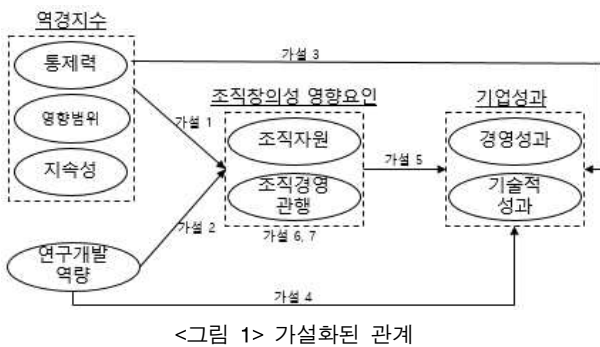 역경지수
통제력
영향범위
지속성
연구개발
역량
가설 3
가설 1
가설 2
조직창의성 영향요인
조직자원
조직경영
관행
가설 6, 7
가설 5
기업성과
경영성과
기술적
성과
가설 4
<그림 1> 가설화된 관계